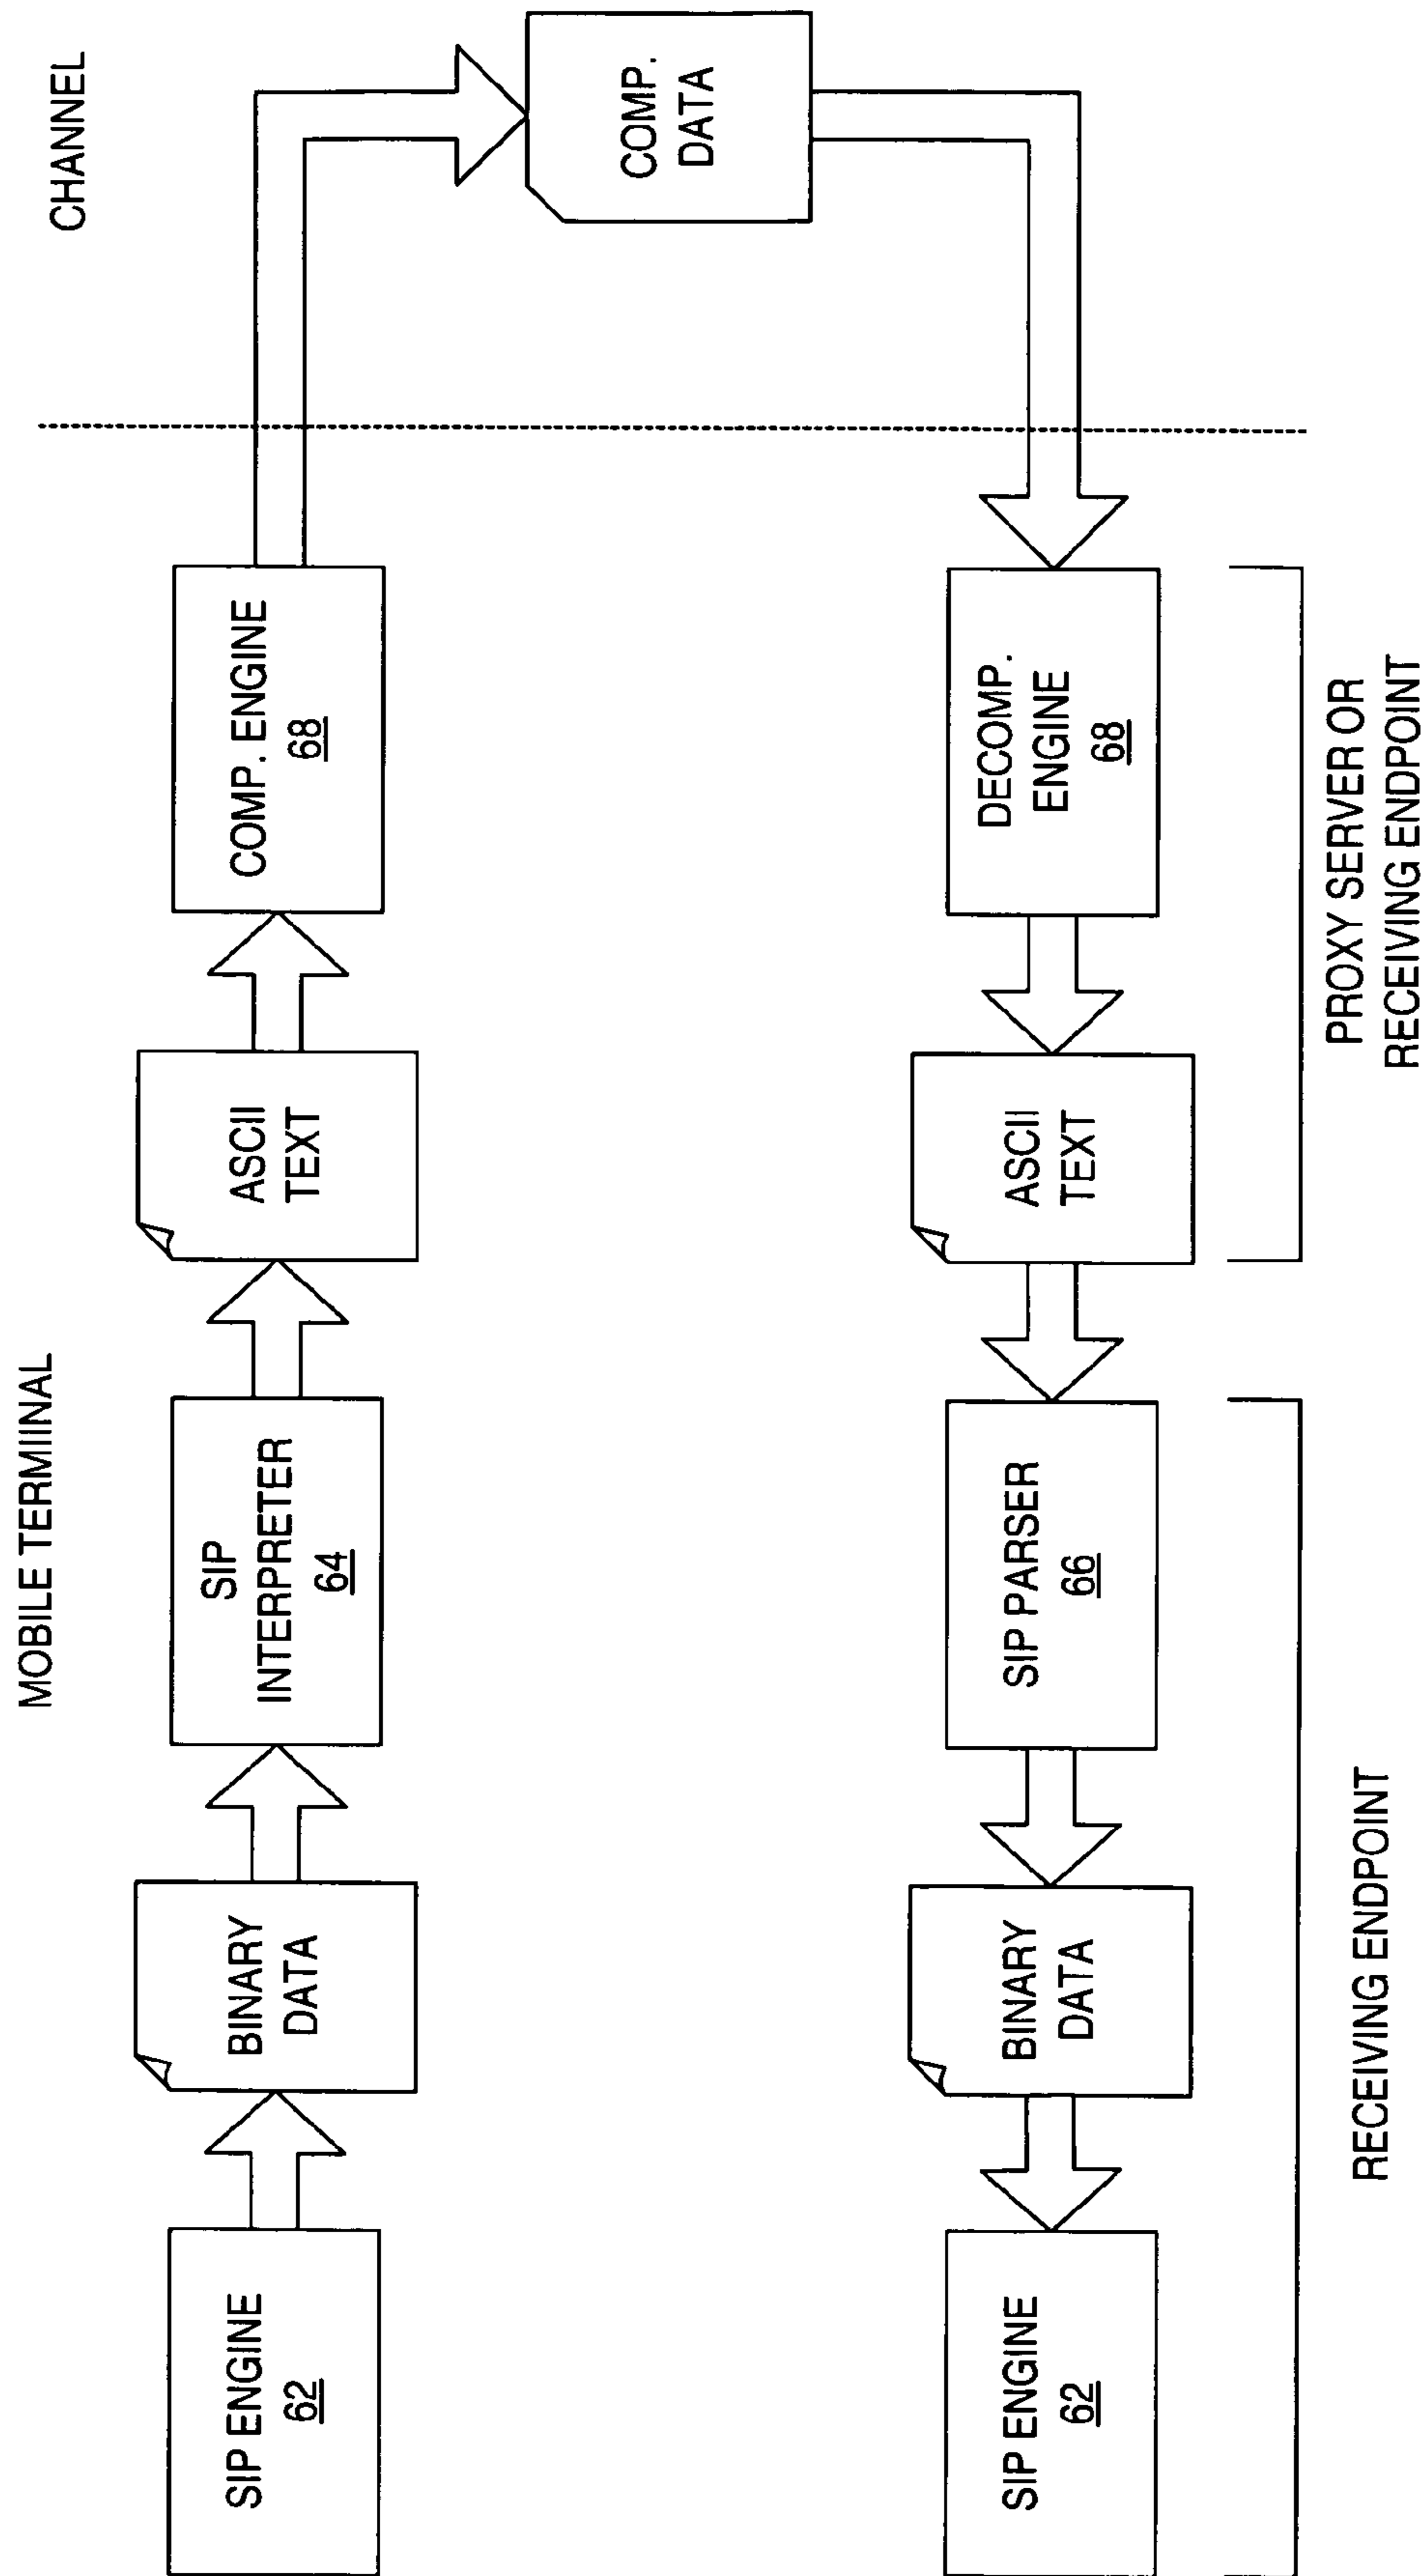 MOBILE TERMIINAL
CHANNEL
SIP ENGINE
62
BINARY
DATA
SIP
INTERPRETER
64
ASCII
TEXT
COMP. ENGINE
68
COMP.
DATA
SIP ENGINE
62
BINARY
DATA
SIP PARSER
66
ASCII
TEXT
DECOMP.
ENGINE
68
RECEIVING ENDPOINT
PROXY SERVER OR
RECEIVING ENDPOINT